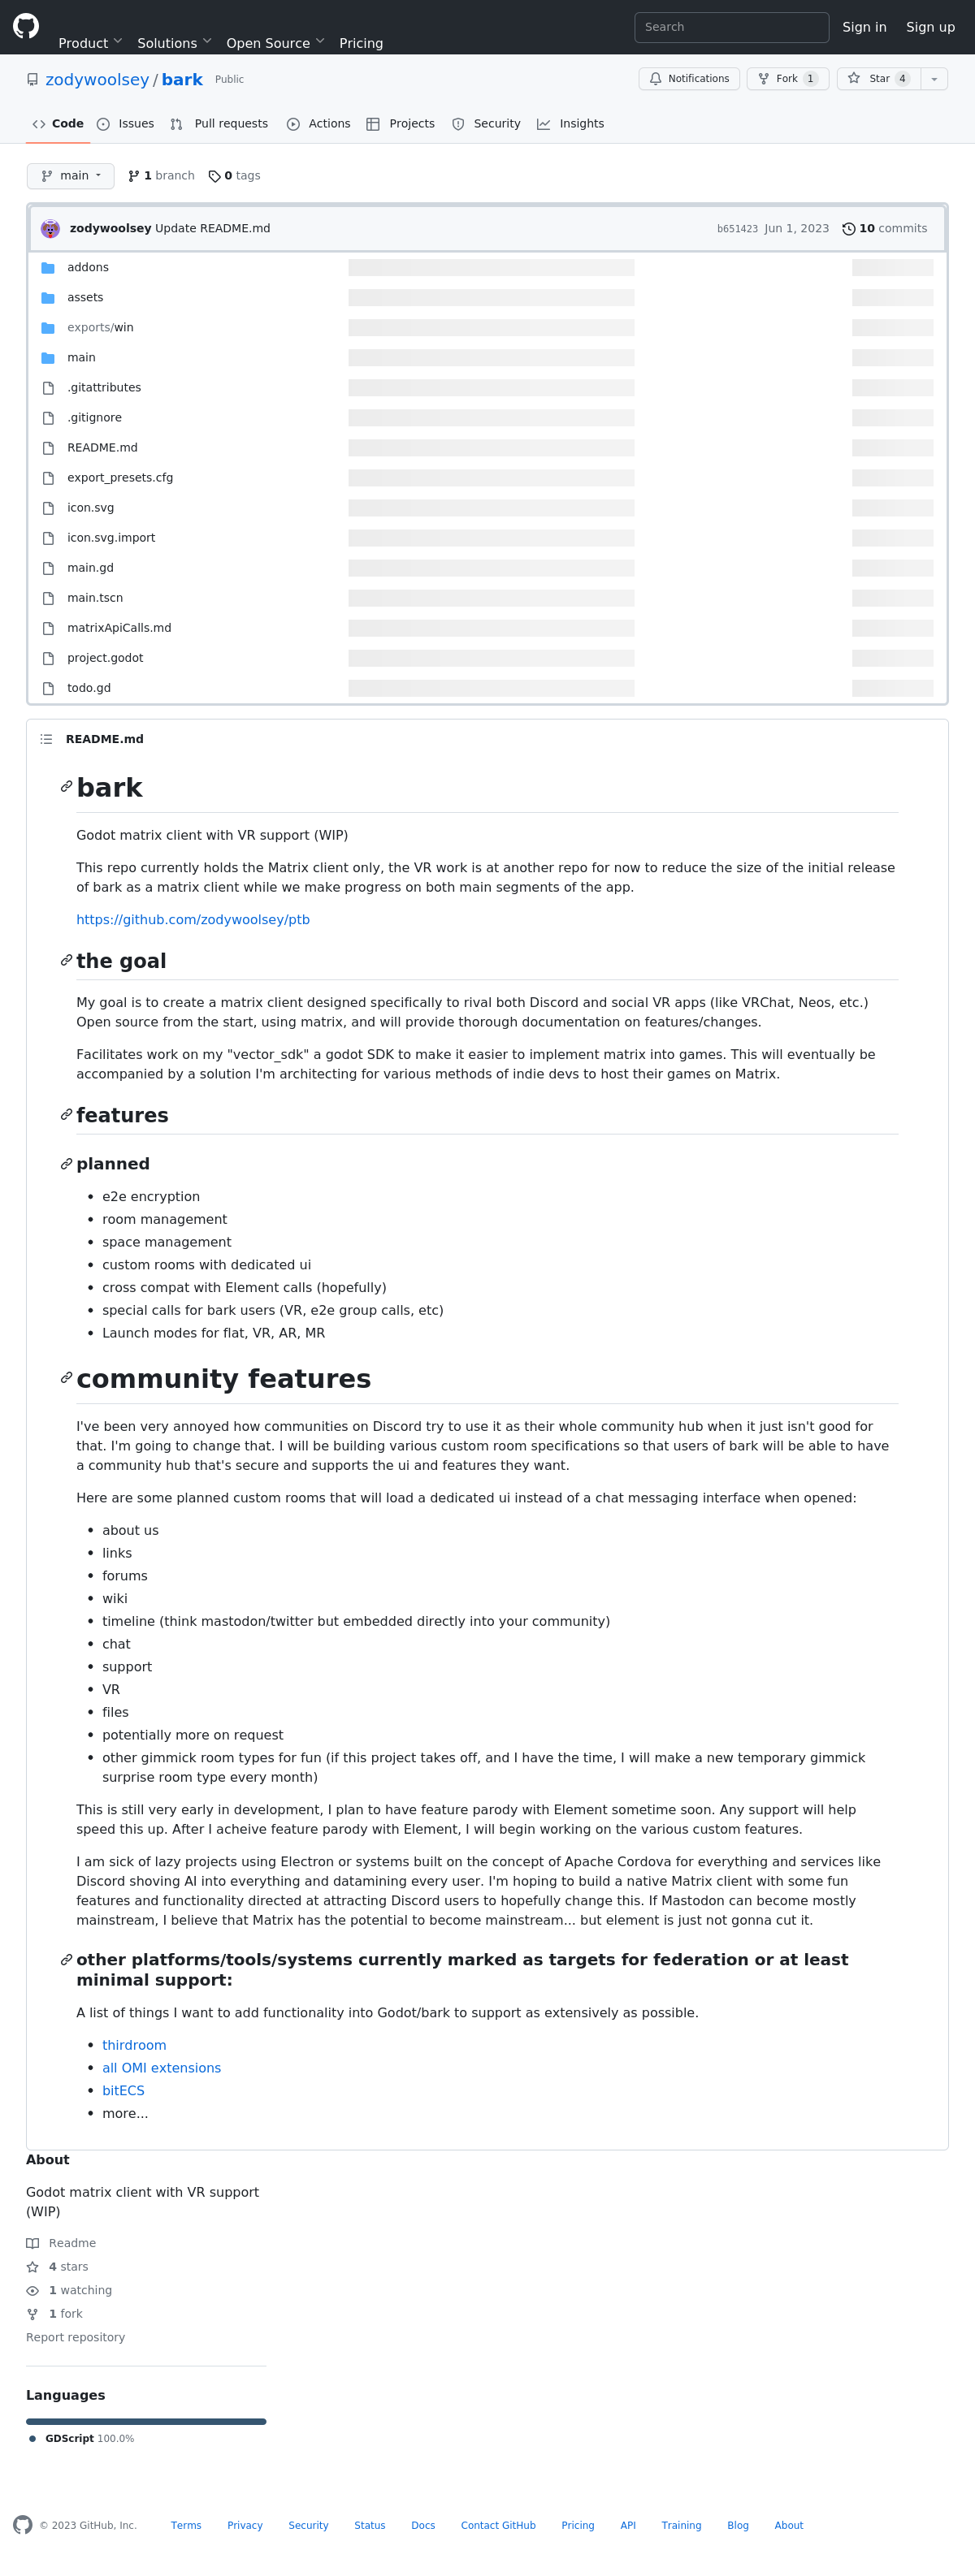 Product Solutions Open Source Pricing Search Sign in Sign up
zodywoolsey / bark Public Notifications Fork 1 Star 4
Code Issues Pull requests Actions Projects Security Insights
main 1 branch 0 tags
zodywoolsey Update README.md b651423 Jun 1, 2023 10 commits
addons
assets
exports/win
main
.gitattributes
.gitignore
README.md
export_presets.cfg
icon.svg
icon.svg.import
main.gd
main.tscn
matrixApiCalls.md
project.godot
todo.gd
README.md
bark
Godot matrix client with VR support (WIP)
This repo currently holds the Matrix client only, the VR work is at another repo for now to reduce the size of the initial release
of bark as a matrix client while we make progress on both main segments of the app.
https://github.com/zodywoolsey/ptb
the goal
My goal is to create a matrix client designed specifically to rival both Discord and social VR apps (like VRChat, Neos, etc.)
Open source from the start, using matrix, and will provide thorough documentation on features/changes.
Facilitates work on my "vector_sdk" a godot SDK to make it easier to implement matrix into games. This will eventually be
accompanied by a solution I'm architecting for various methods of indie devs to host their games on Matrix.
features
planned
• e2e encryption
• room management
• space management
• custom rooms with dedicated ui
• cross compat with Element calls (hopefully)
• special calls for bark users (VR, e2e group calls, etc)
• Launch modes for flat, VR, AR, MR
community features
I've been very annoyed how communities on Discord try to use it as their whole community hub when it just isn't good for
that. I'm going to change that. I will be building various custom room specifications so that users of bark will be able to have
a community hub that's secure and supports the ui and features they want.
Here are some planned custom rooms that will load a dedicated ui instead of a chat messaging interface when opened:
• about us
• links
• forums
• wiki
• timeline (think mastodon/twitter but embedded directly into your community)
• chat
• support
• VR
• files
• potentially more on request
• other gimmick room types for fun (if this project takes off, and I have the time, I will make a new temporary gimmick
surprise room type every month)
This is still very early in development, I plan to have feature parody with Element sometime soon. Any support will help
speed this up. After I acheive feature parody with Element, I will begin working on the various custom features.
I am sick of lazy projects using Electron or systems built on the concept of Apache Cordova for everything and services like
Discord shoving AI into everything and datamining every user. I'm hoping to build a native Matrix client with some fun
features and functionality directed at attracting Discord users to hopefully change this. If Mastodon can become mostly
mainstream, I believe that Matrix has the potential to become mainstream... but element is just not gonna cut it.
other platforms/tools/systems currently marked as targets for federation or at least
minimal support:
A list of things I want to add functionality into Godot/bark to support as extensively as possible.
• thirdroom
• all OMI extensions
• bitECS
• more...
About
Godot matrix client with VR support
(WIP)
Readme
4 stars
1 watching
1 fork
Report repository
Languages
GDScript 100.0%
© 2023 GitHub, Inc. Terms Privacy Security Status Docs Contact GitHub Pricing API Training Blog About